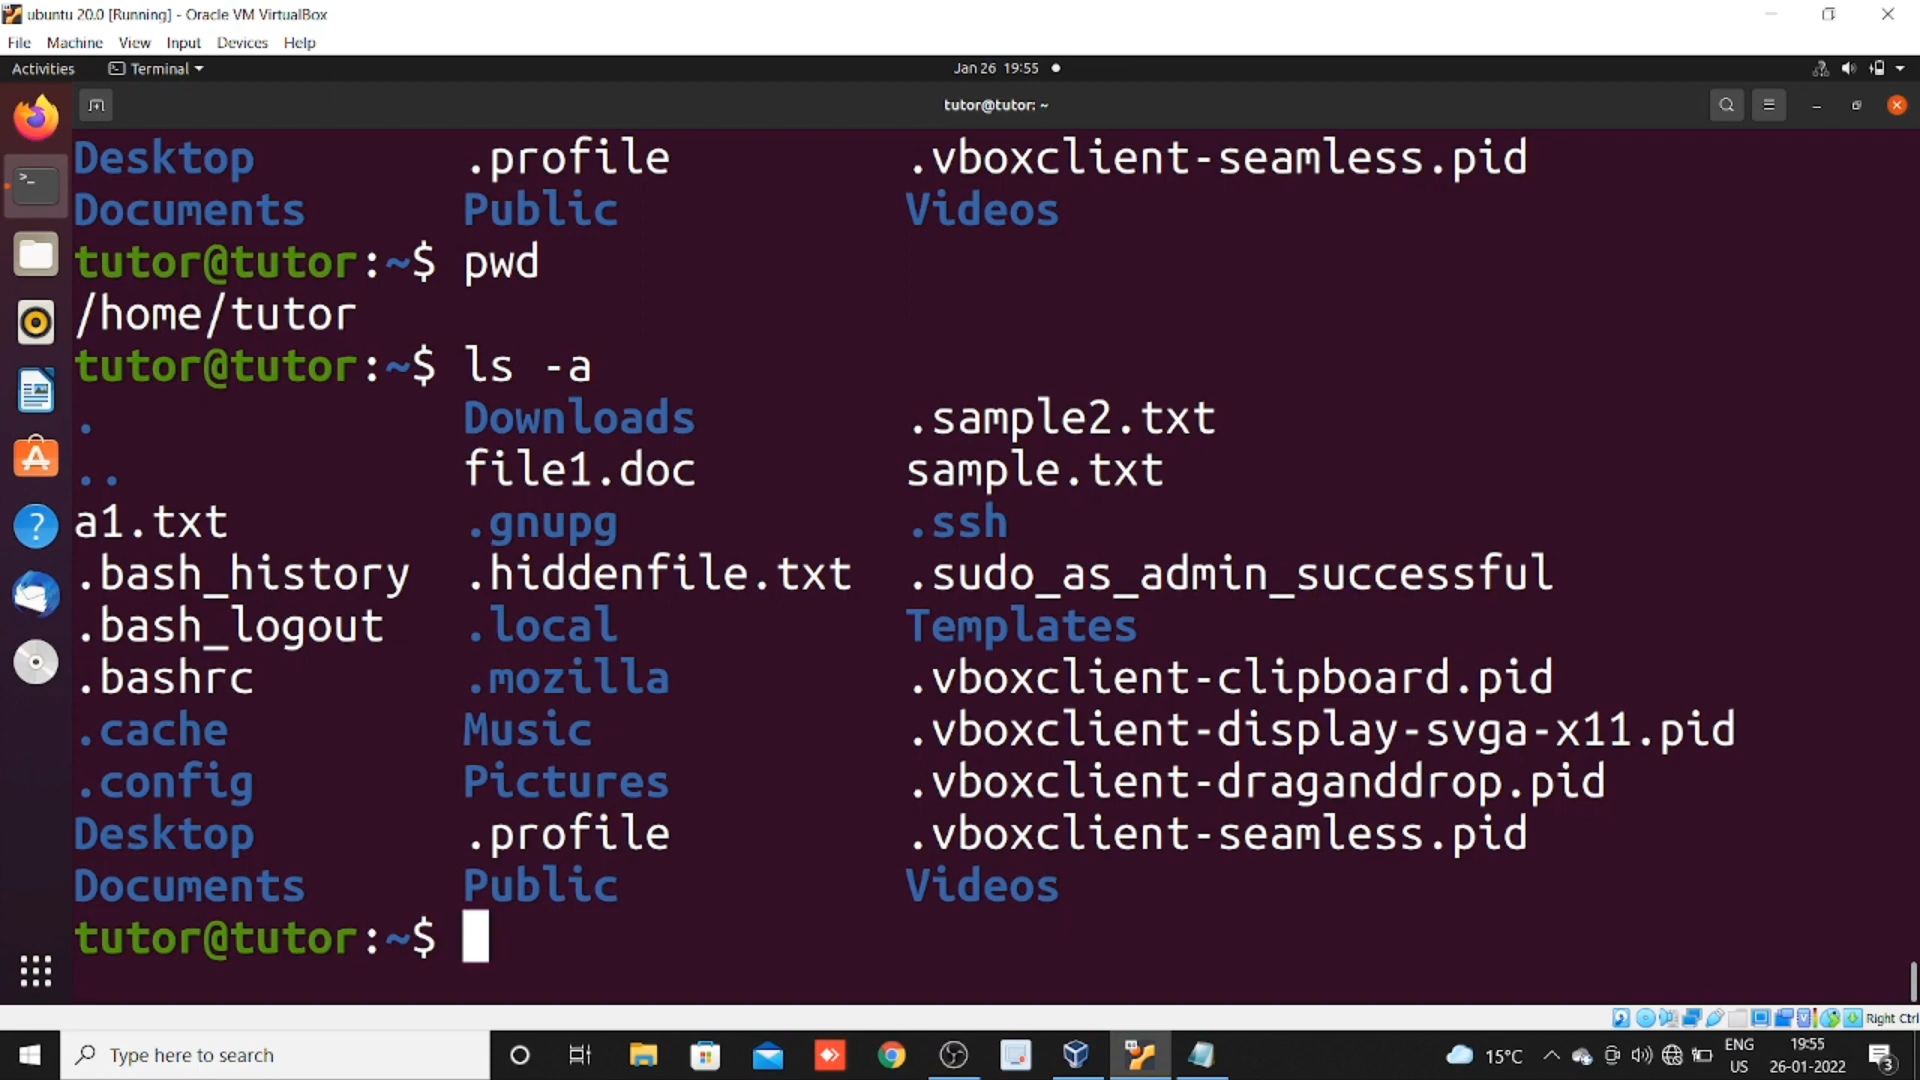 ubuntu 20.0 [Running] - Oracle VM VirtualBox
File Machine View Input Devices Help
Activities Terminal Jan 26 19:55
tutor@tutor: ~
Desktop .profile .vboxclient-seamless.pid
Documents Public Videos
tutor@tutor:~$ pwd
/home/tutor
tutor@tutor:~$ ls -a
. Downloads .sample2.txt
.. file1.doc sample.txt
a1.txt .gnupg .ssh
.bash_history .hiddenfile.txt .sudo_as_admin_successful
.bash_logout .local Templates
.bashrc .mozilla .vboxclient-clipboard.pid
.cache Music .vboxclient-display-svga-x11.pid
.config Pictures .vboxclient-draganddrop.pid
Desktop .profile .vboxclient-seamless.pid
Documents Public Videos
tutor@tutor:~$
Right Ctrl
Type here to search 15°C ENG US 19:55 26-01-2022 3